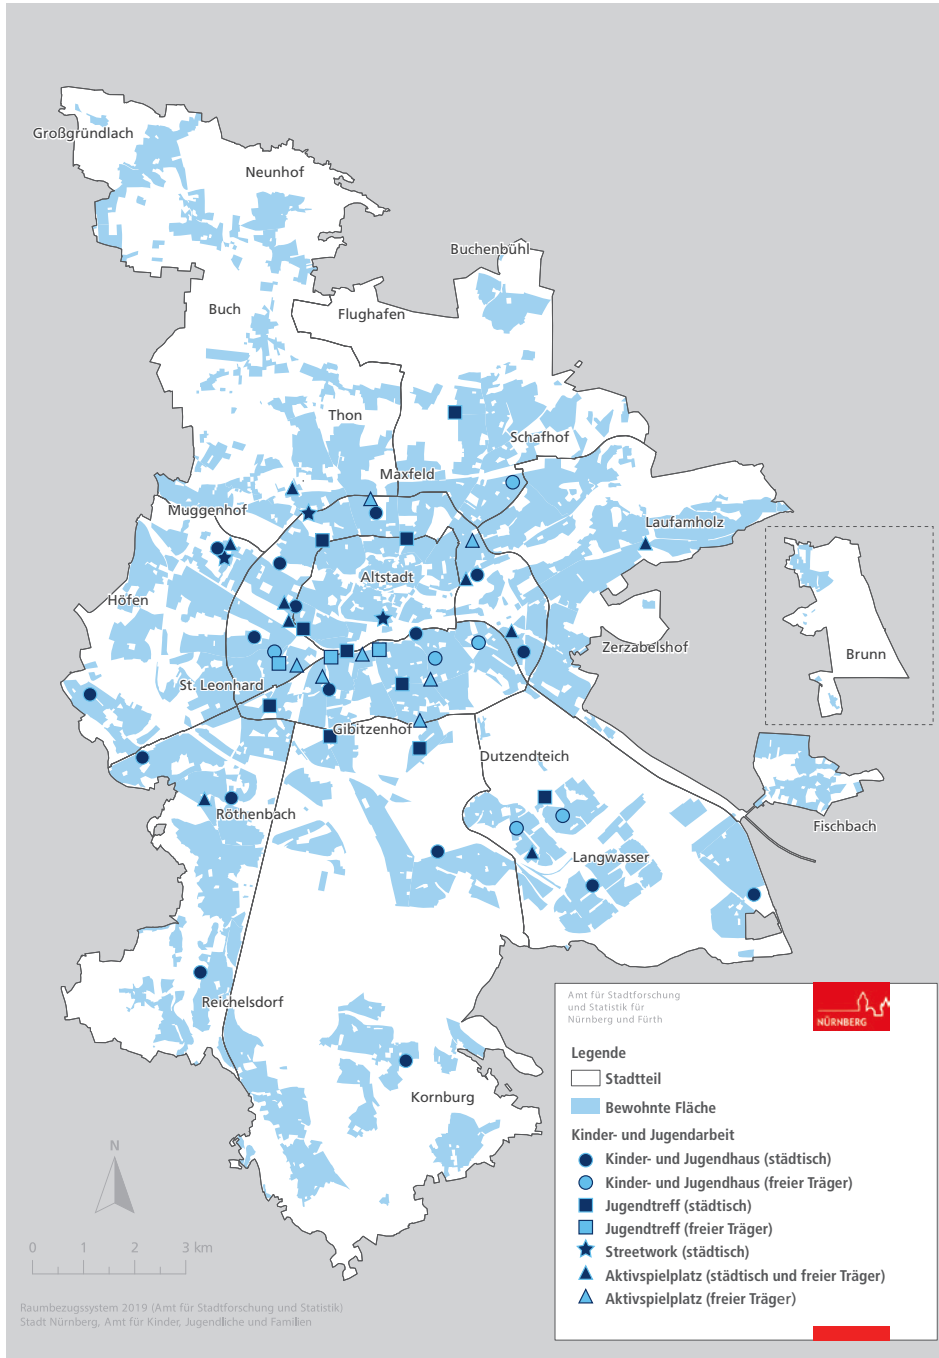 Großgründlach
Neunhof
Buchenbühl
Buch
Flughafen
Thon
Schafhof
Maxfeld
Muggenhof
Laufamholz
Altstadt
Höfen
Zerzabelshof
Brunn
St. Leonhard
Gibitzenhof
Dutzendteich
Röthenbach
Fischbach
Langwasser
Reichelsdorf
Kornburg
Amt für Stadtforschung
und Statistik für
Nürnberg und Fürth
NÜRNBERG
Legende
Stadtteil
Bewohnte Fläche
Kinder- und Jugendarbeit
Kinder- und Jugendhaus (städtisch)
Kinder- und Jugendhaus (freier Träger)
Jugendtreff (städtisch)
Jugendtreff (freier Träger)
Streetwork (städtisch)
Aktivspielplatz (städtisch und freier Träger)
Aktivspielplatz (freier Träger)
N
0 1 2 3 km
Raumbezugssystem 2019 (Amt für Stadtforschung und Statistik)
Stadt Nürnberg, Amt für Kinder, Jugendliche und Familien